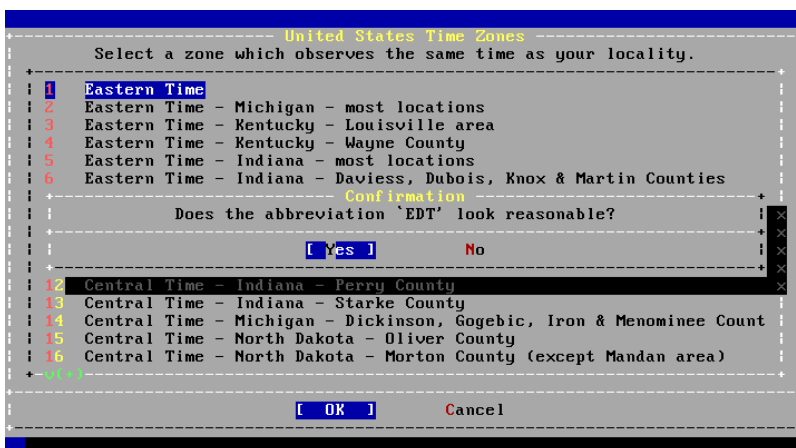 United States Time Zones
Select a zone which observes the same time as your locality.
1 Eastern Time
2 Eastern Time - Michigan - most locations
3 Eastern Time - Kentucky - Louisville area
4 Eastern Time - Kentucky - Wayne County
5 Eastern Time - Indiana - most locations
6 Eastern Time - Indiana - Daviess, Dubois, Knox & Martin Counties
Confirmation
Does the abbreviation `EDT' look reasonable?
[ Yes ] No
12 Central Time - Indiana - Perry County
13 Central Time - Indiana - Starke County
14 Central Time - Michigan - Dickinson, Gogebic, Iron & Menominee Count
15 Central Time - North Dakota - Oliver County
16 Central Time - North Dakota - Morton County (except Mandan area)
v(+)
[ OK ] Cancel